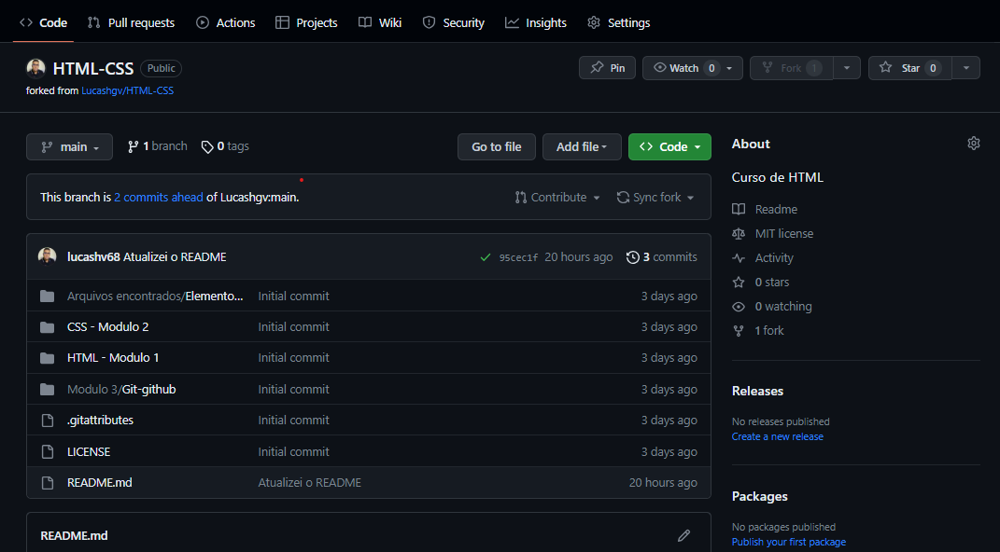 Code Pull requests Actions Projects Wiki Security Insights Settings
HTML-CSS Public Pin Watch 0 Fork 1 Star 0
forked from Lucashgv/HTML-CSS
main 1 branch 0 tags Go to file Add file Code
This branch is 2 commits ahead of Lucashgv:main. Contribute Sync fork
lucashv68 Atualizei o README 95cec1f 20 hours ago 3 commits
Arquivos encontrados/Elemento... Initial commit 3 days ago
CSS - Modulo 2 Initial commit 3 days ago
HTML - Modulo 1 Initial commit 3 days ago
Modulo 3/Git-github Initial commit 3 days ago
.gitattributes Initial commit 3 days ago
LICENSE Initial commit 3 days ago
README.md Atualizei o README 20 hours ago
README.md
About
Curso de HTML
Readme
MIT license
Activity
0 stars
0 watching
1 fork
Releases
No releases published
Create a new release
Packages
No packages published
Publish your first package